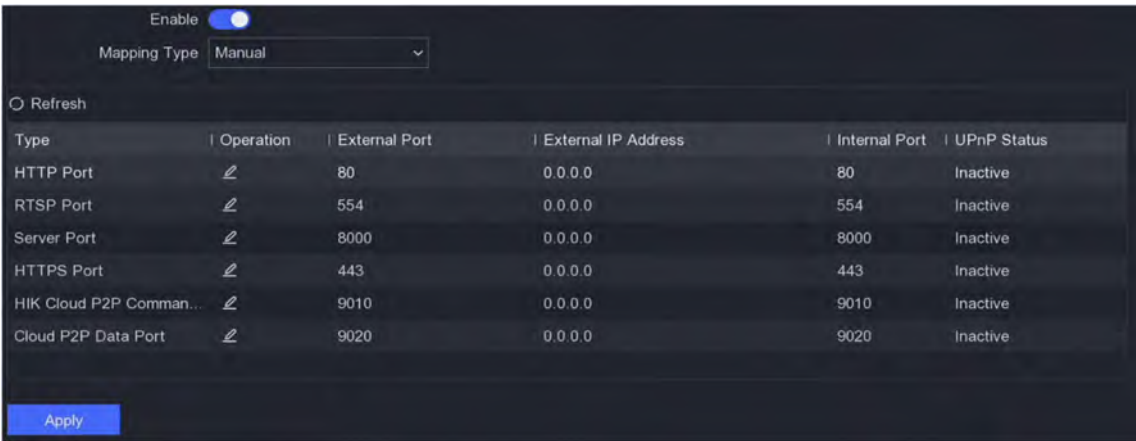 Enable
Mapping Type Manual
Refresh
Type Operation External Port External IP Address Internal Port UPnP Status
HTTP Port 80 0.0.0.0 80 Inactive
RTSP Port 554 0.0.0.0 554 Inactive
Server Port 8000 0.0.0.0 8000 Inactive
HTTPS Port 443 0.0.0.0 443 Inactive
HIK Cloud P2P Comman... 9010 0.0.0.0 9010 Inactive
Cloud P2P Data Port 9020 0.0.0.0 9020 Inactive
Apply